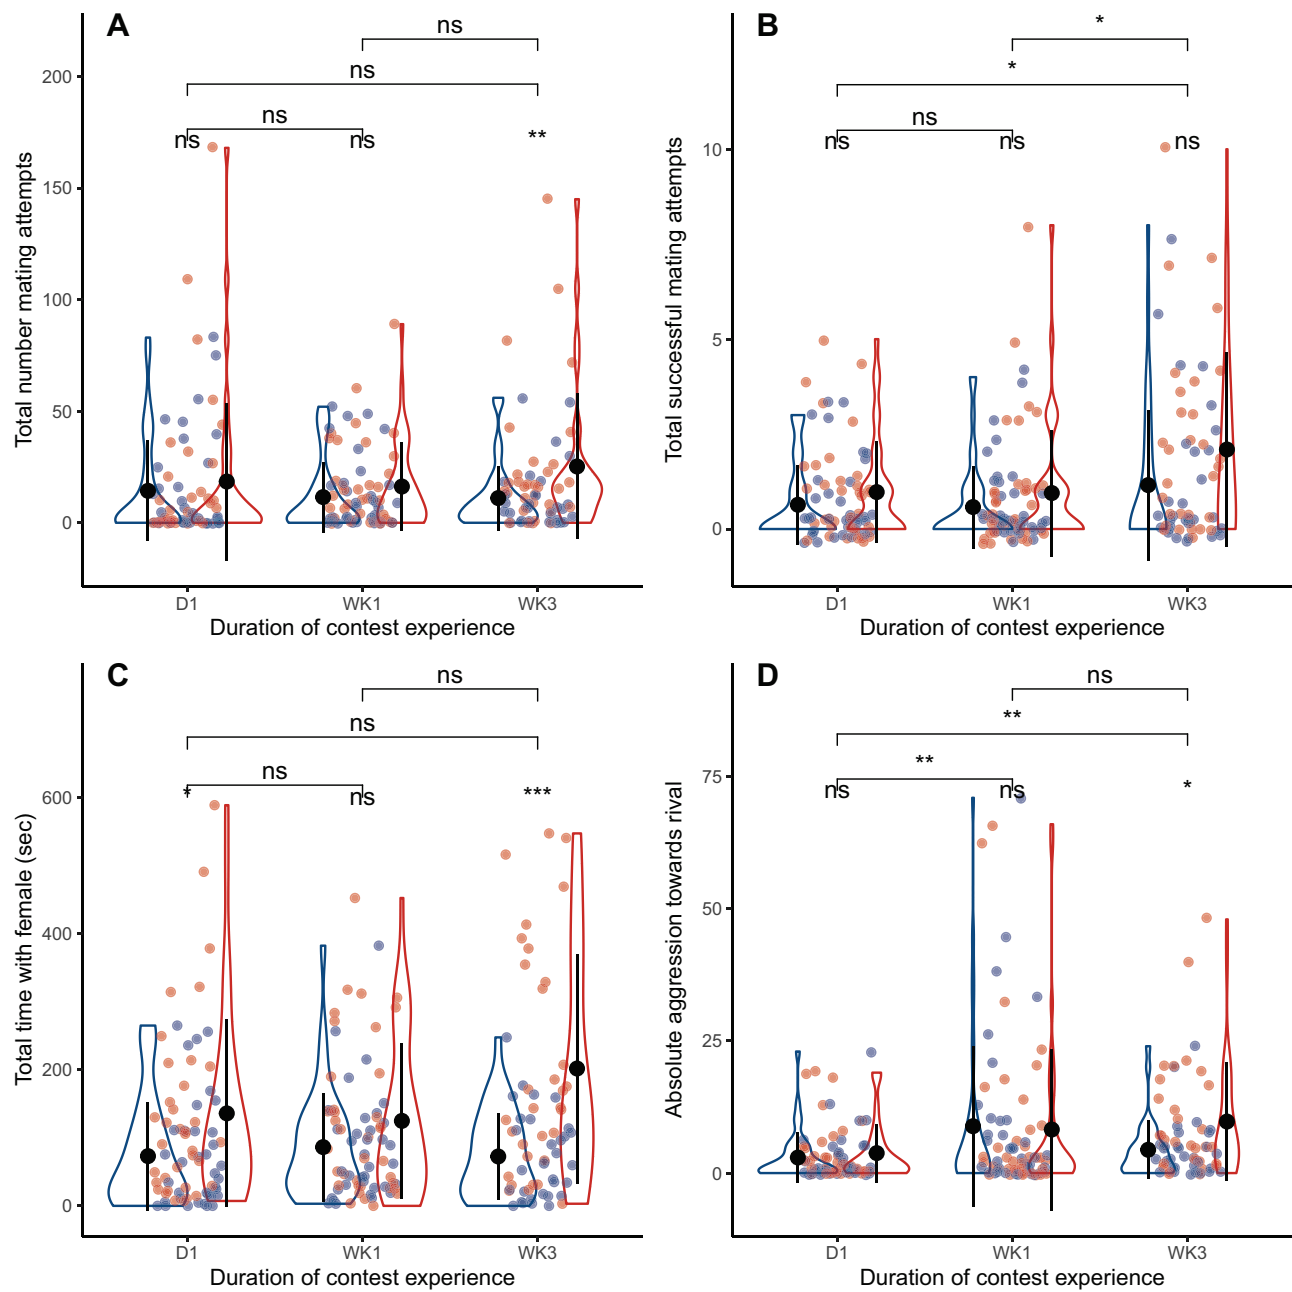 A
ns
ns
ns
ns
ns
**
Total number mating attempts
200
150
100
50
0
D1
WK1
WK3
Duration of contest experience
B
*
*
ns
ns
ns
ns
Total successful mating attempts
10
5
0
D1
WK1
WK3
Duration of contest experience
C
ns
ns
ns
*
ns
***
Total time with female (sec)
600
400
200
0
D1
WK1
WK3
Duration of contest experience
D
ns
**
**
ns
ns
*
Absolute aggression towards rival
75
50
25
0
D1
WK1
WK3
Duration of contest experience